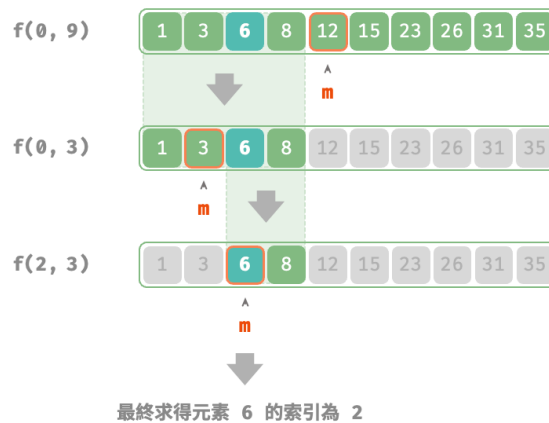 f(0, 9) 1 3 6 8 12 15 23 26 31 35
m
f(0, 3) 1 3 6 8 12 15 23 26 31 35
m
f(2, 3) 1 3 6 8 12 15 23 26 31 35
m
最終求得元素 6 的索引為 2